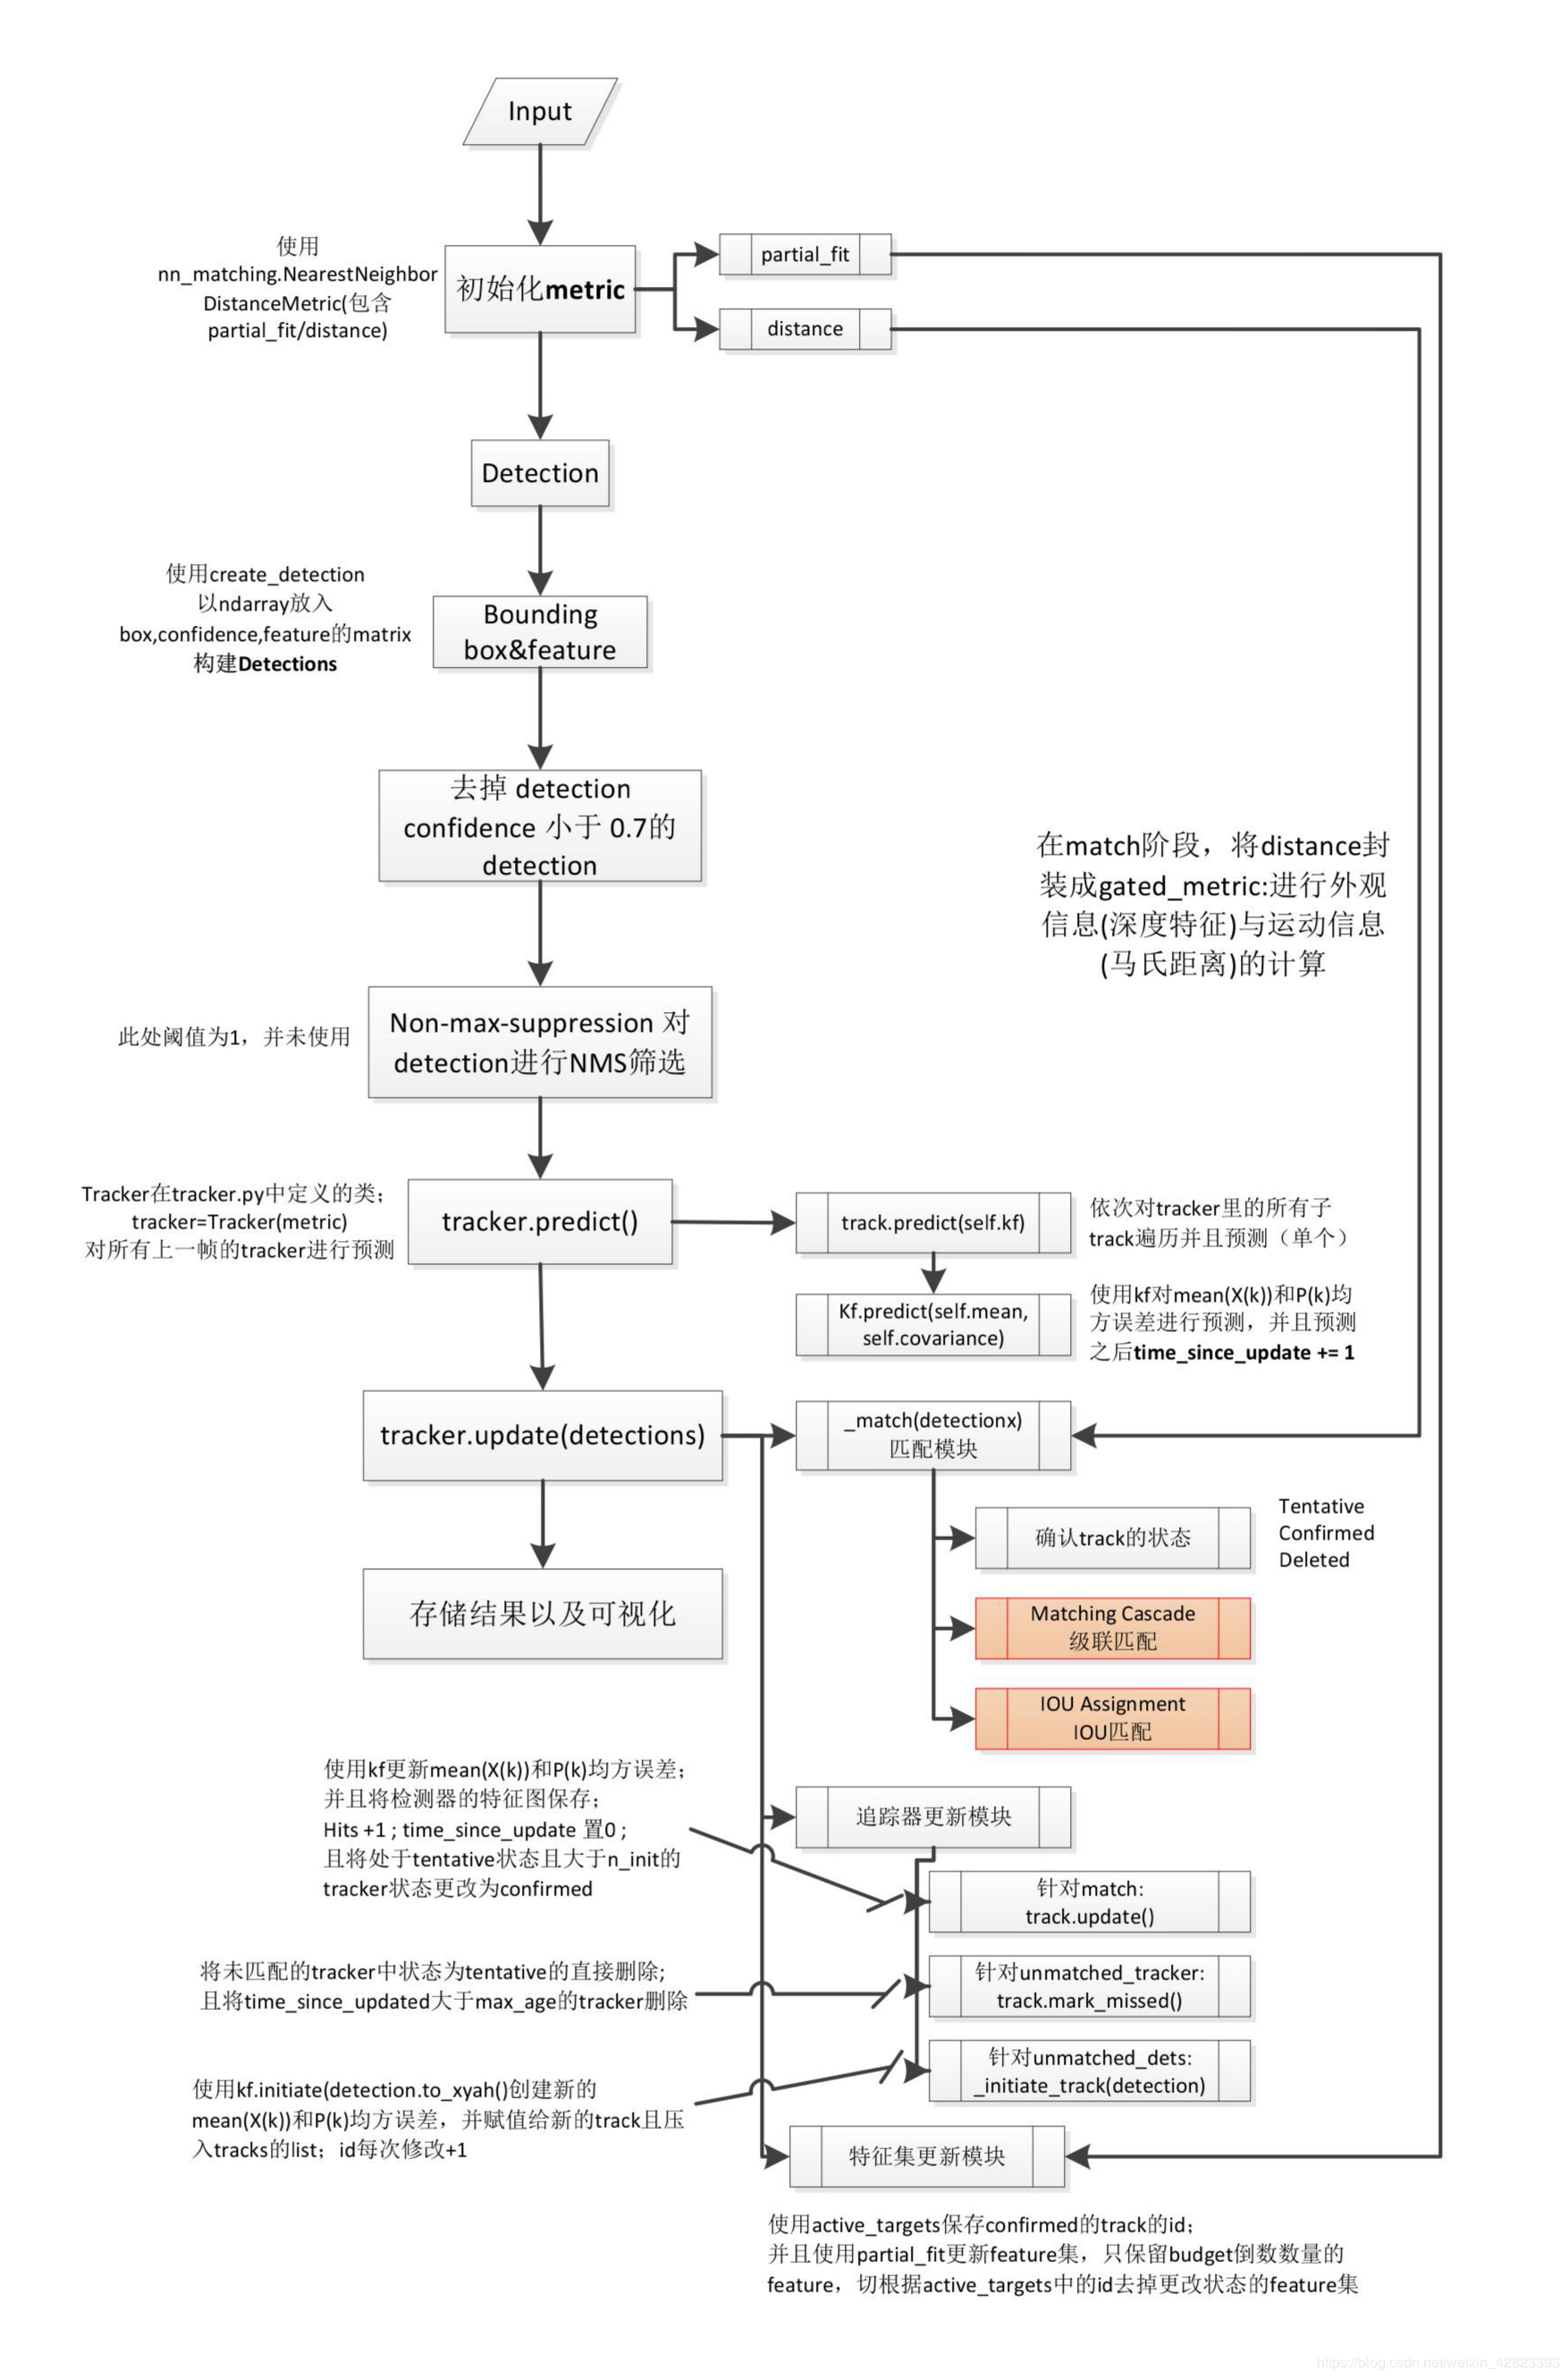 Input
使用
nn_matching.NearestNeighbor
DistanceMetric(包含
partial_fit/distance)
初始化metric
partial_fit
distance
Detection
使用create_detection
以ndarray放入
box,confidence,feature的matrix
构建Detections
Bounding
box&feature
去掉 detection
confidence 小于 0.7的
detection
在match阶段，将distance封
装成gated_metric:进行外观
信息(深度特征)与运动信息
(马氏距离)的计算
此处阈值为1，并未使用
Non-max-suppression 对
detection进行NMS筛选
Tracker在tracker.py中定义的类；
tracker=Tracker(metric)
对所有上一帧的tracker进行预测
tracker.predict()
track.predict(self.kf)
依次对tracker里的所有子
track遍历并且预测（单个）
Kf.predict(self.mean,
self.covariance)
使用kf对mean(X(k))和P(k)均
方误差进行预测，并且预测
之后time_since_update += 1
tracker.update(detections)
_match(detectionx)
匹配模块
确认track的状态
Tentative
Confirmed
Deleted
Matching Cascade
级联匹配
IOU Assignment
IOU匹配
存储结果以及可视化
使用kf更新mean(X(k))和P(k)均方误差；
并且将检测器的特征图保存；
Hits +1 ; time_since_update 置0 ;
且将处于tentative状态且大于n_init的
tracker状态更改为confirmed
追踪器更新模块
针对match:
track.update()
将未匹配的tracker中状态为tentative的直接删除;
且将time_since_updated大于max_age的tracker删除
针对unmatched_tracker:
track.mark_missed()
针对unmatched_dets:
_initiate_track(detection)
使用kf.initiate(detection.to_xyah()创建新的
mean(X(k))和P(k)均方误差，并赋值给新的track且压
入tracks的list；id每次修改+1
特征集更新模块
使用active_targets保存confirmed的track的id；
并且使用partial_fit更新feature集，只保留budget倒数数量的
feature，切根据active_targets中的id去掉更改状态的feature集
https://blog.csdn.net/weixin_42823393